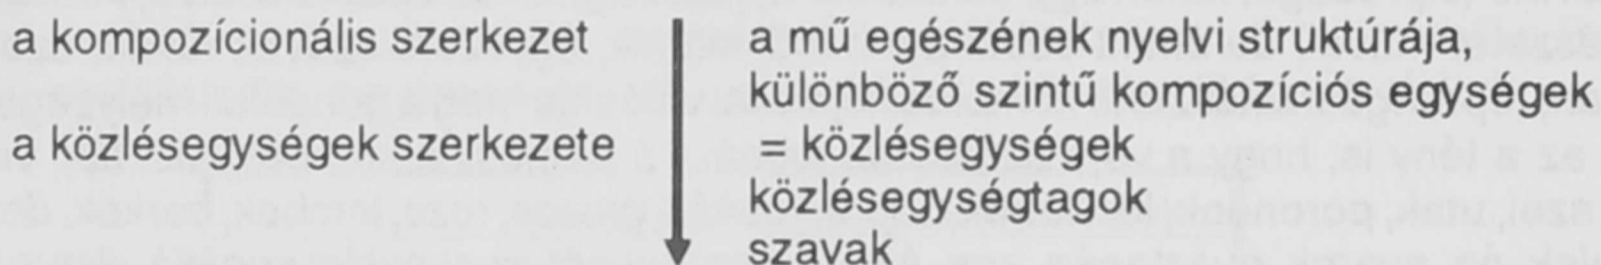 a kompozícionális szerkezet
a közlésegységek szerkezete
a mű egészének nyelvi struktúrája,
különböző szintű kompozíciós egységek
= közlésegységek
közlésegységtagok
szavak